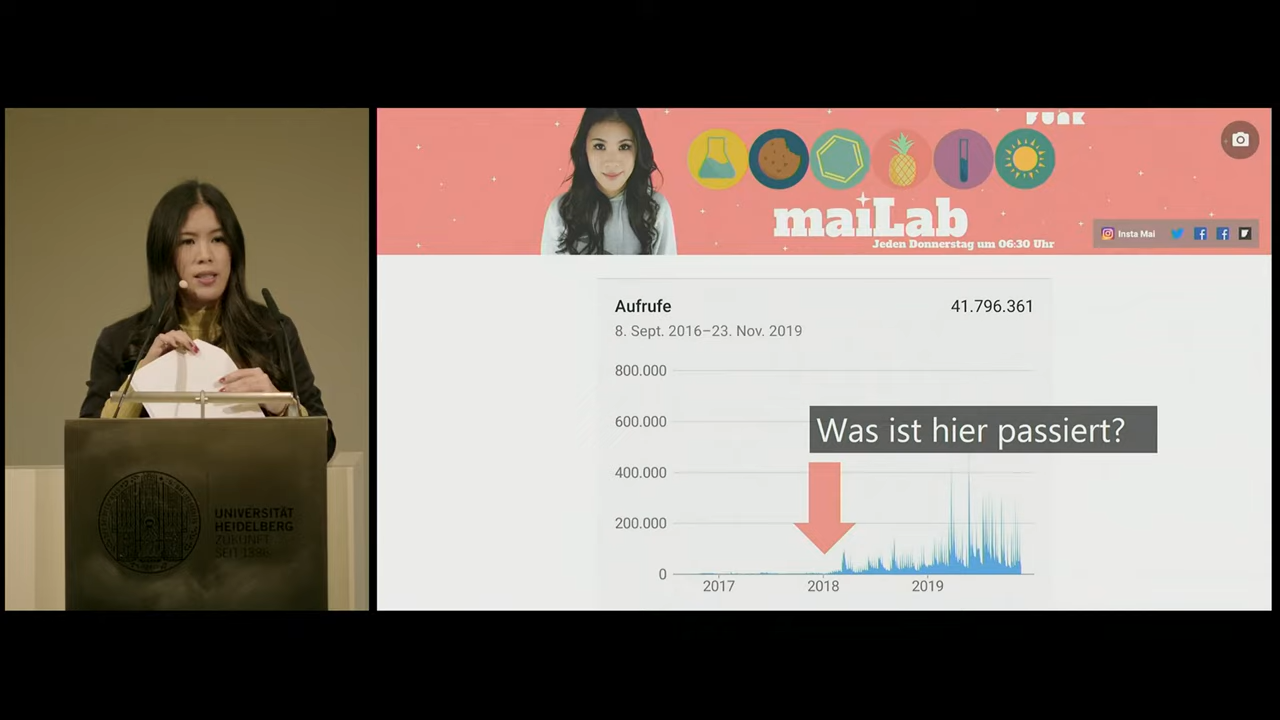 UNIVERSITÄT
HEIDELBERG
ZUKUNFT
SEIT 1386
FUNK
maiLab
Jeden Donnerstag um 06:30 Uhr
Insta Mai
Aufrufe
41.796.361
8. Sept. 2016–23. Nov. 2019
800.000
600.000
400.000
200.000
0
2017
2018
2019
Was ist hier passiert?